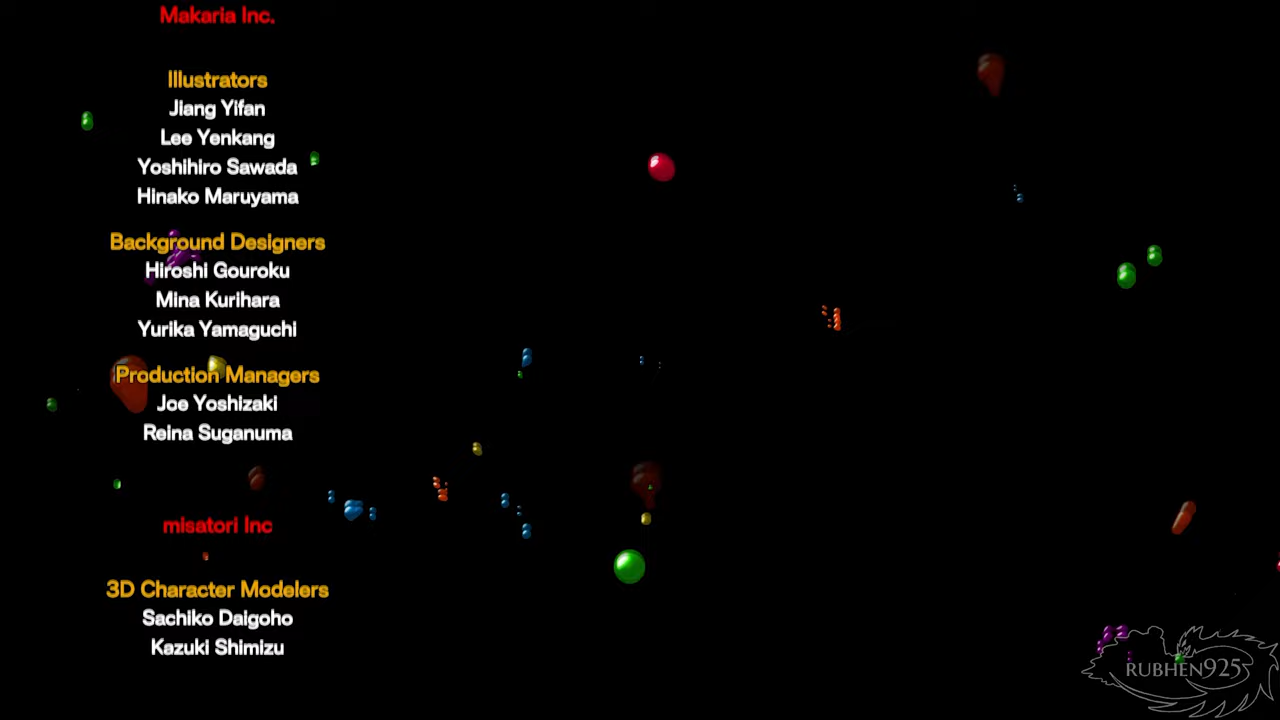 Makaria Inc.
Illustrators
Jiang Yifan
Lee Yenkang
Yoshihiro Sawada
Hinako Maruyama
Background Designers
Hiroshi Gouroku
Mina Kurihara
Yurika Yamaguchi
Production Managers
Joe Yoshizaki
Reina Suganuma
misatori Inc
3D Character Modelers
Sachiko Daigoho
Kazuki Shimizu
RUBHEN925